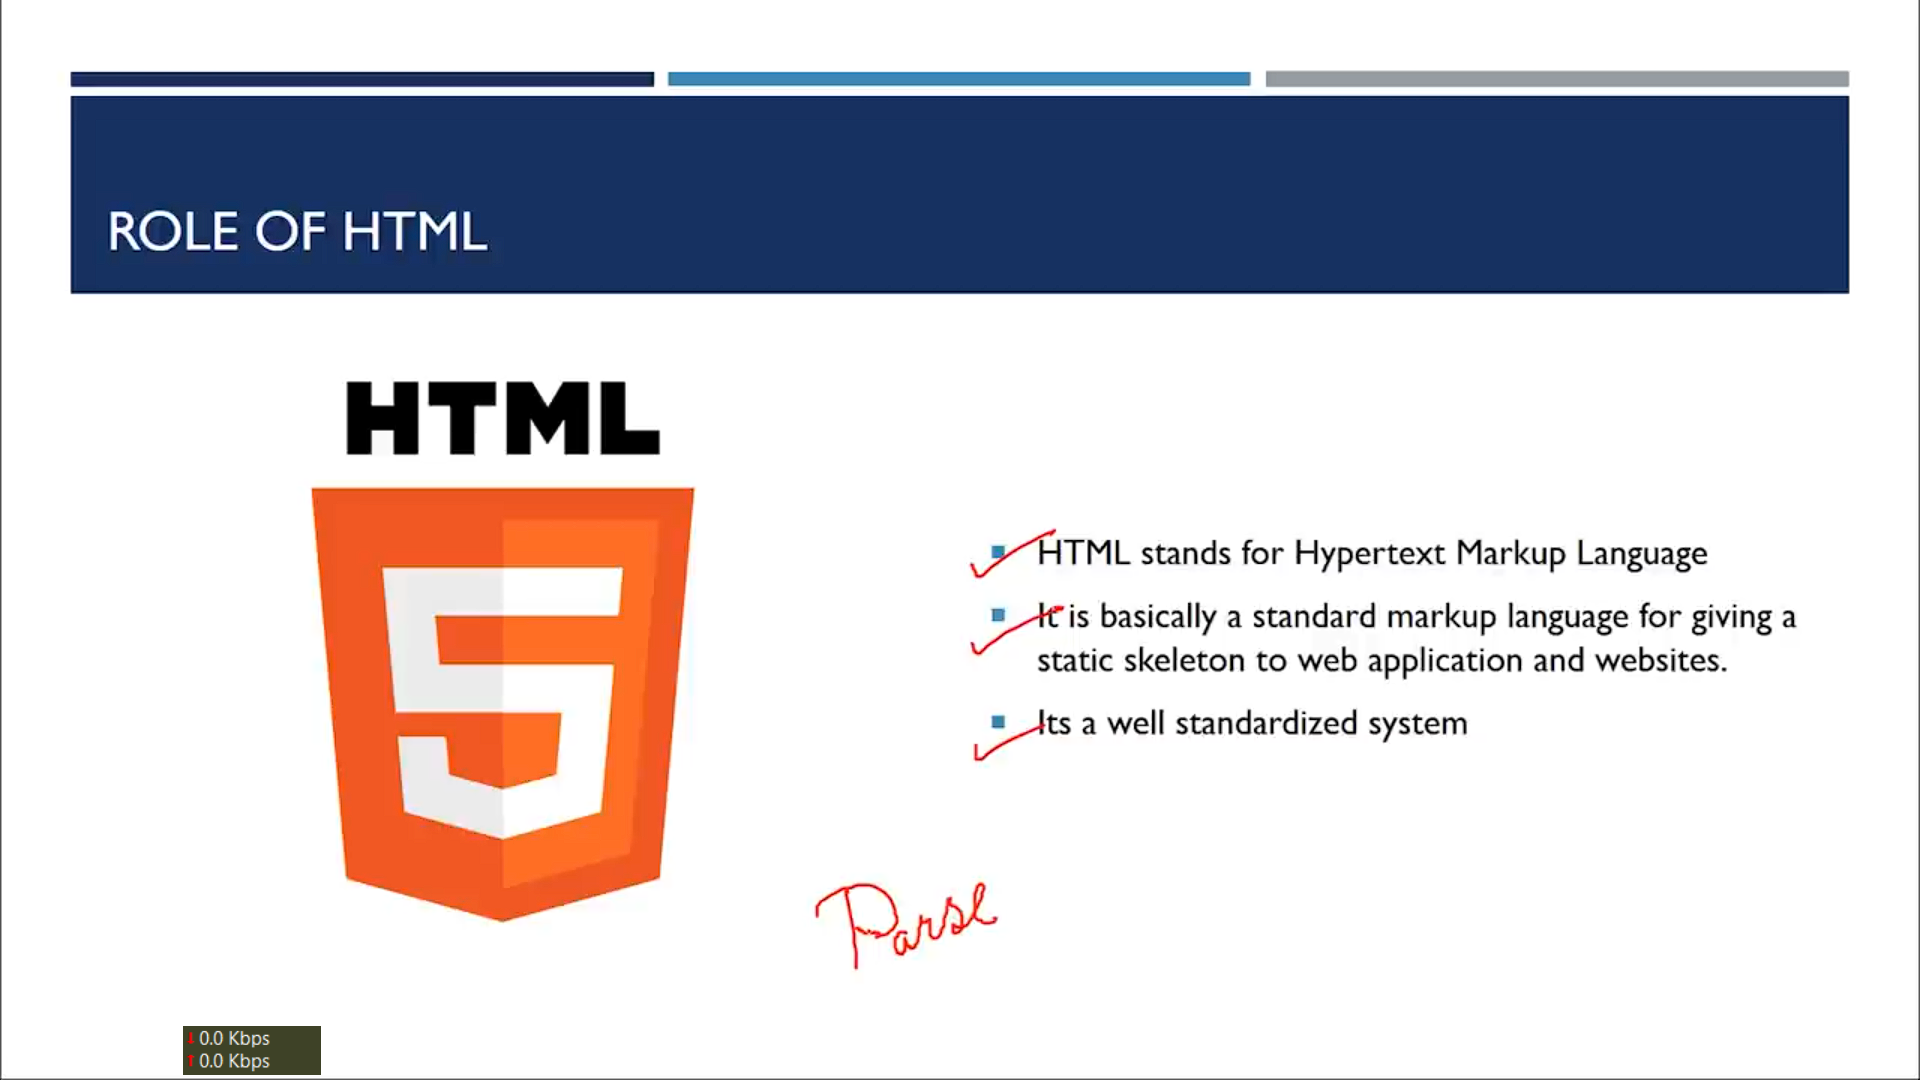 ROLE OF HTML
HTML
5
HTML stands for Hypertext Markup Language
It is basically a standard markup language for giving a
static skeleton to web application and websites.
Its a well standardized system
Parse
0.0 Kbps
0.0 Kbps